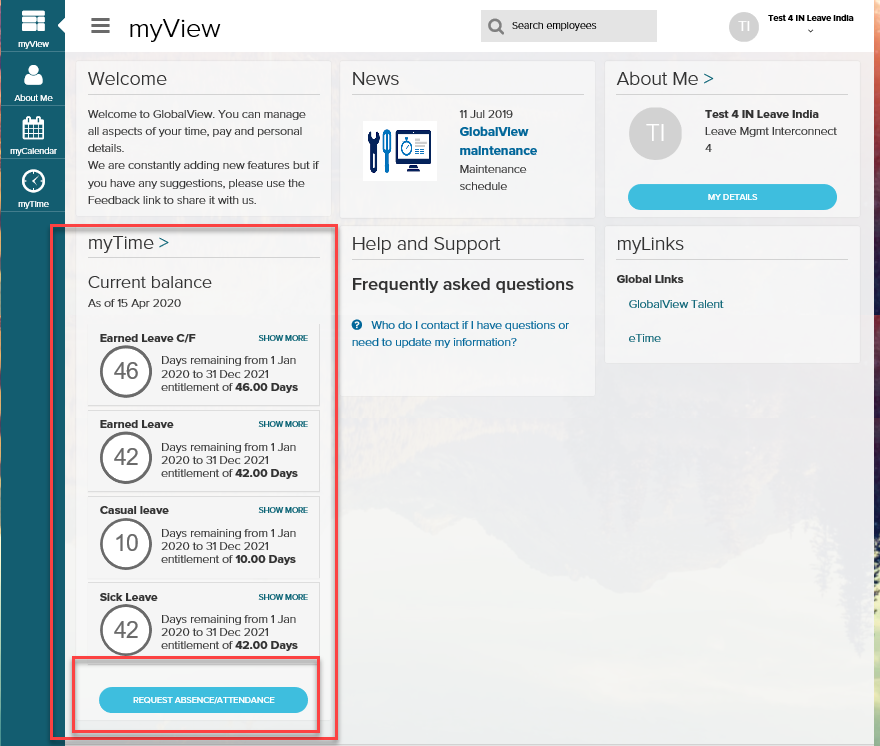 myView
About Me
myCalendar
myTime
myView
Search employees
TI
Test 4 IN Leave India
Welcome
Welcome to GlobalView. You can manage
all aspects of your time, pay and personal
details.
We are constantly adding new features but if
you have any suggestions, please use the
Feedback link to share it with us.
News
11 Jul 2019
GlobalView
maintenance
Maintenance
schedule
About Me >
TI
Test 4 IN Leave India
Leave Mgmt Interconnect
4
MY DETAILS
myTime >
Current balance
As of 15 Apr 2020
Earned Leave C/F
SHOW MORE
46
Days remaining from 1 Jan
2020 to 31 Dec 2021
entitlement of 46.00 Days
Earned Leave
SHOW MORE
42
Days remaining from 1 Jan
2020 to 31 Dec 2021
entitlement of 42.00 Days
Casual leave
SHOW MORE
10
Days remaining from 1 Jan
2020 to 31 Dec 2021
entitlement of 10.00 Days
Sick Leave
SHOW MORE
42
Days remaining from 1 Jan
2020 to 31 Dec 2021
entitlement of 42.00 Days
REQUEST ABSENCE/ATTENDANCE
Help and Support
Frequently asked questions
? Who do I contact if I have questions or
need to update my information?
myLinks
Global LInks
GlobalView Talent
eTime